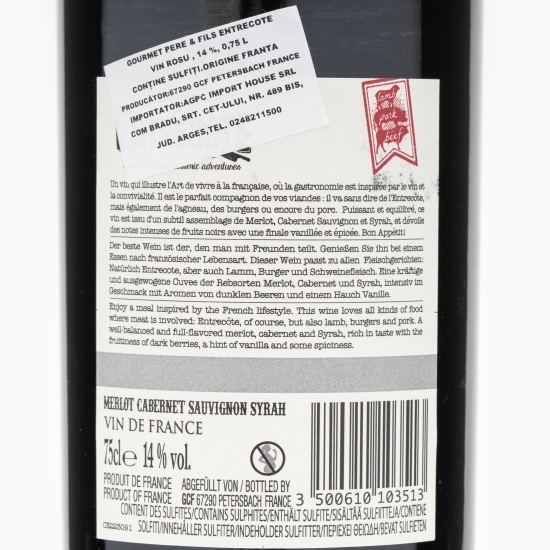 GOURMET PERE & FILS ENTRECOTE
VIN ROSU , 14 %, 0,75 L
CONȚINE SULFIȚI.ORIGINE FRANTA
PRODUCĂTOR:67290 GCF PETERSBACH FRANCE
IMPORTATOR:AGPC IMPORT HOUSE SRL
COM BRADU, SRT. CET-ULUI, NR. 489 BIS,
JUD. ARGES,TEL. 0248211500
lamb
pork
beef
adventures
Un vin qui illustre l'Art de vivre à la française, où la gastronomie est inspirée par le vin et
la convivialité. Il est le parfait compagnon de vos viandes : il va sans dire de l'Entrecote,
mais également de l'agneau, des burgers ou encore du porc. Puissant et equilibré, ce
vin est issu d'un subtil assemblage de Merlot, Cabernet Sauvignon et Syrah, et dévoile
des notes intenses de fruits noirs avec une finale vanillée et épicée. Bon Appétit!
Der beste Wein ist der, den man mit Freunden teilt. Genießen Sie ihn bei einem
Essen nach französischer Lebensart. Dieser Wein passt zu allen Fleischgerichten:
Natürlich Entrecote, aber auch Lamm, Burger und Schweinefleisch. Eine kräftige
und ausgewogene Cuvee der Rebsorten Merlot, Cabernet und Syrah, intensiv im
Geschmack mit Aromen von dunklen Beeren und einem Hauch Vanille.
Enjoy a meal inspired by the French lifestyle. This wine loves all kinds of food
where meat is involved: Entrecôte, of course, but also lamb, burgers and pork. A
well-balanced and full-flavored merlot, cabernet and Syrah, rich in taste with the
fruitiness of dark berries, a hint of vanilla and some spiciness.
MERLOT CABERNET SAUVIGNON SYRAH
VIN DE FRANCE
75cl e 14 % vol.
PRODUIT DE FRANCE
PRODUCT OF FRANCE
ABGEFÜLLT VON / BOTTLED BY
GCF 67290 PETERSBACH FRANCE
3 500610 103513
CONTIENT DES SULFITES/CONTAINS SULPHITES/ENTHÄLT SULFITE/SISÄLTÄÄ SULFIITTEJA/CONTIENE
SOLFITI/INNEHÅLLER SULFITER/INDEHOLDER SULFITTER/ΠΕΡΙΕΧΕΙ ΘΕΙΩΔΗ/BEVAT SULFIETEN
CE223091